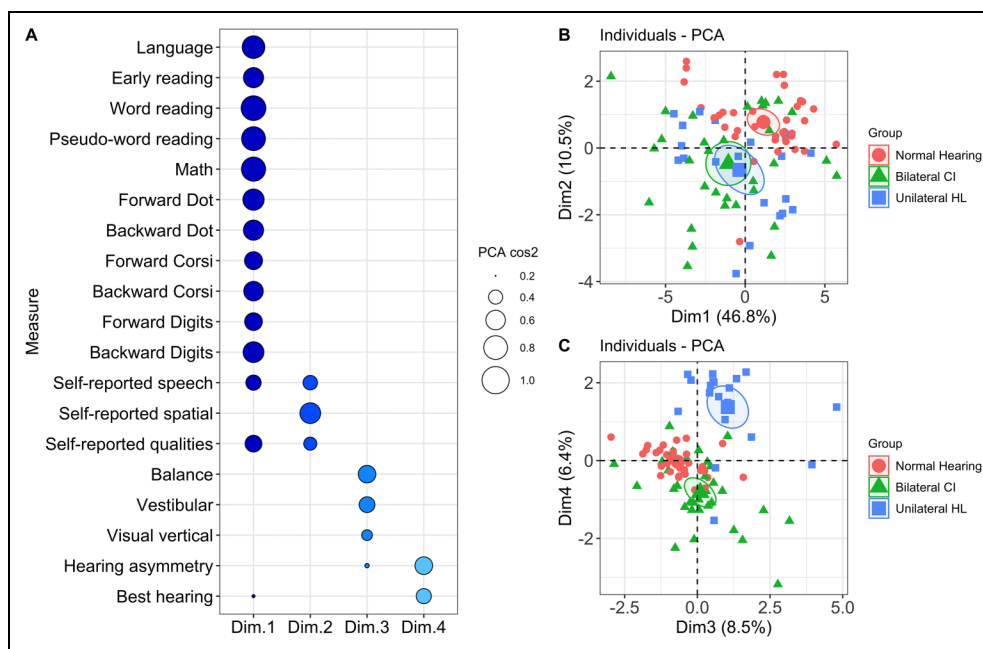 A
Measure
Language
Early reading
Word reading
Pseudo-word reading
Math
Forward Dot
Backward Dot
Forward Corsi
Backward Corsi
Forward Digits
Backward Digits
Self-reported speech
Self-reported spatial
Self-reported qualities
Balance
Vestibular
Visual vertical
Hearing asymmetry
Best hearing
Dim.1 Dim.2 Dim.3 Dim.4
PCA cos2
0.2
0.4
0.6
0.8
1.0
B
Individuals - PCA
Dim2 (10.5%)
2
0
-2
-4
-5 0 5
Dim1 (46.8%)
Group
Normal Hearing
Bilateral CI
Unilateral HL
C
Individuals - PCA
Dim4 (6.4%)
2
0
-2
-2.5 0.0 2.5 5.0
Dim3 (8.5%)
Group
Normal Hearing
Bilateral CI
Unilateral HL